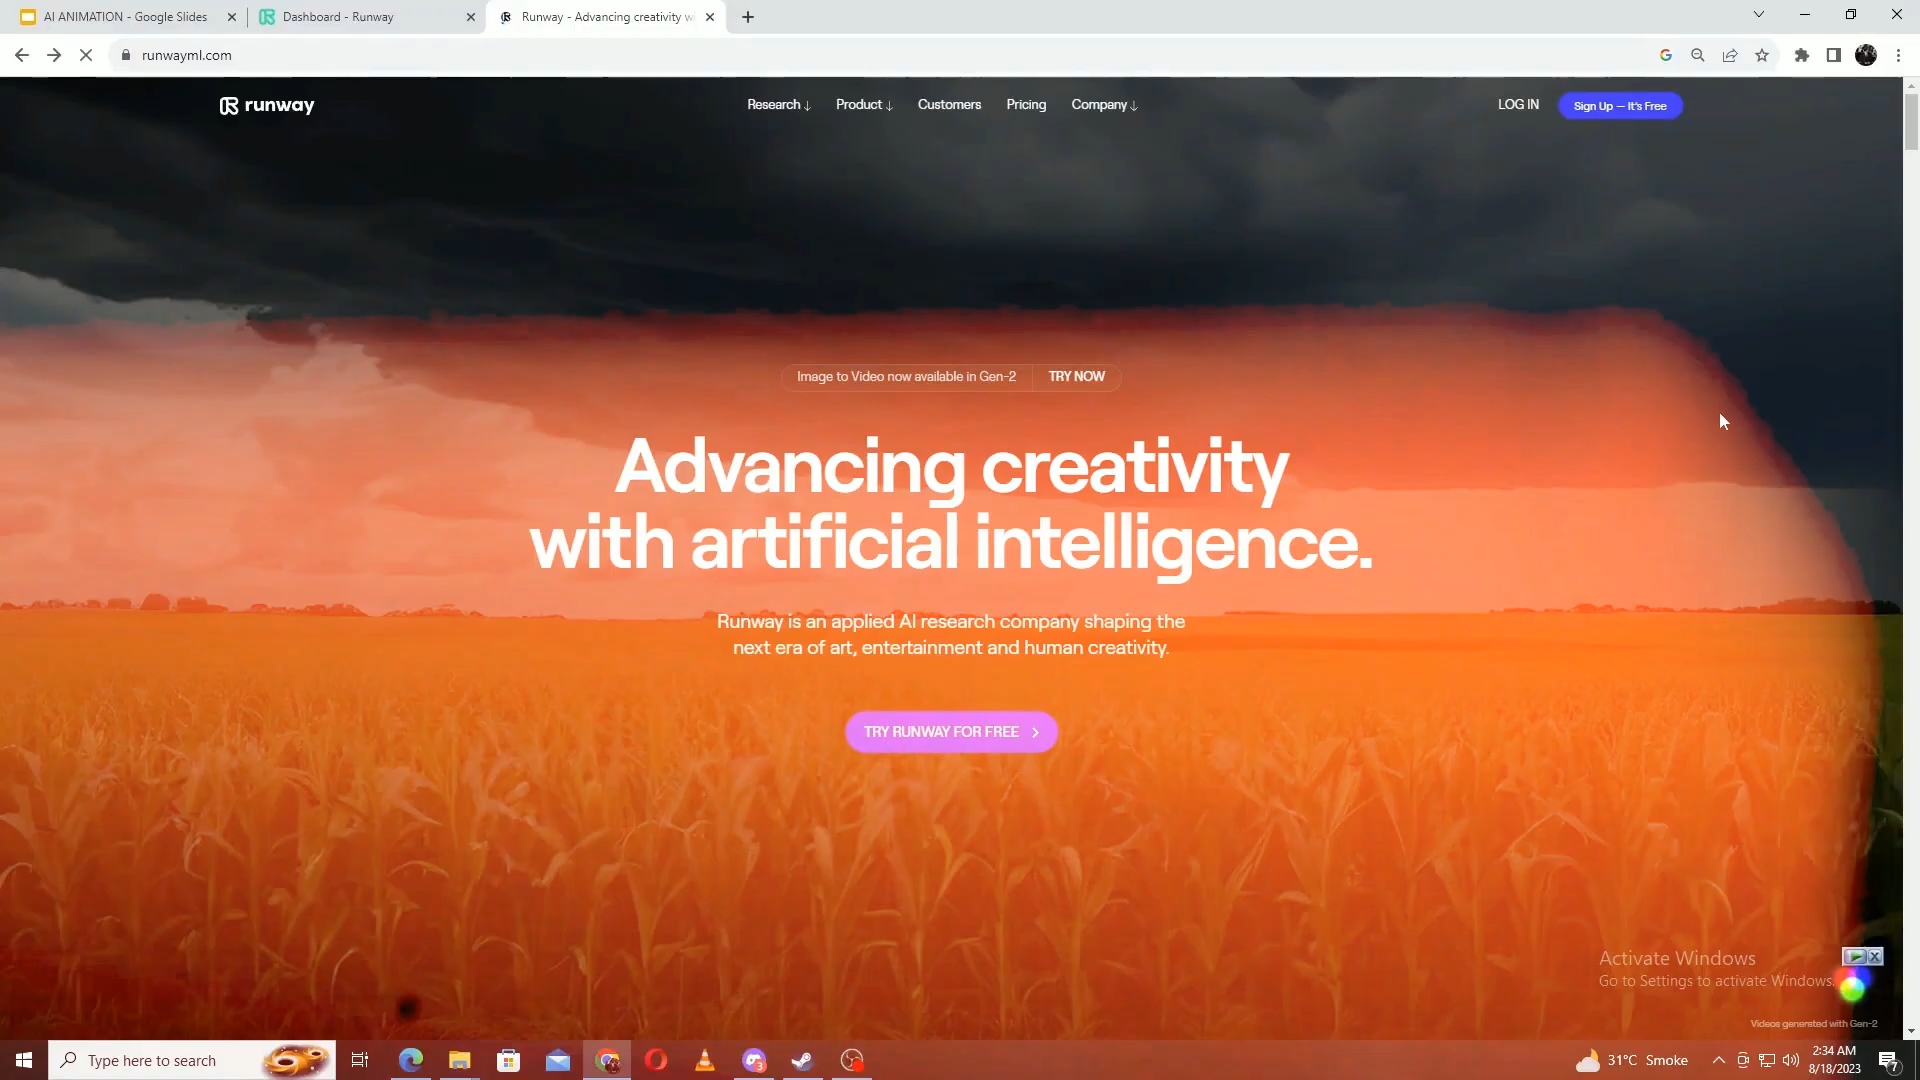 AI ANIMATION - Google Slides
Dashboard - Runway
Runway - Advancing creativity w
runwayml.com
runway
Research ↓
Product ↓
Customers
Pricing
Company ↓
LOG IN
Sign Up — It's Free
Image to Video now available in Gen-2
TRY NOW
Advancing creativity
with artificial intelligence.
Runway is an applied AI research company shaping the
next era of art, entertainment and human creativity.
TRY RUNWAY FOR FREE
Activate Windows
Go to Settings to activate Windows.
Videos generated with Gen-2
Type here to search
3
31°C Smoke
2:34 AM
8/18/2023
7